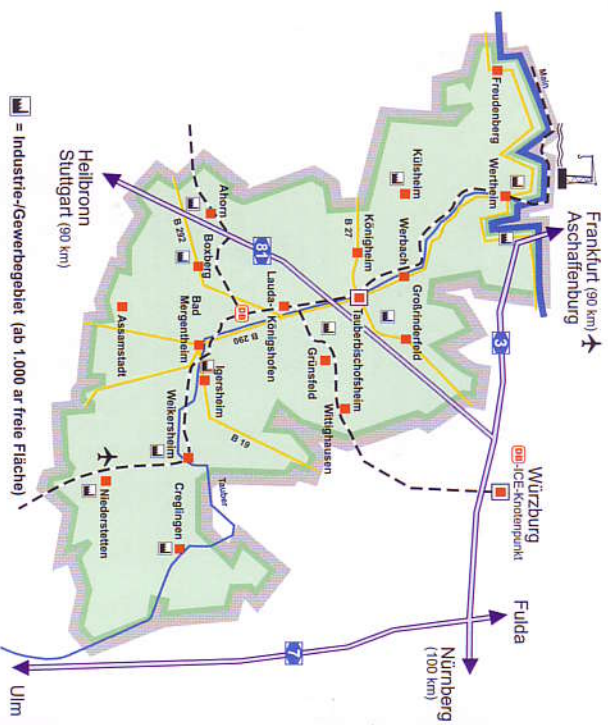 Frankfurt (90 km)
Aschaffenburg
3
Würzburg
DB-ICE-Knotenpunkt
Fulda
Nürnberg
(100 km)
Main
Freudenberg
Wertheim
Külsheim
Werbach
Großrinderfeld
Königheim
B 27
Tauberbischofsheim
Wittighausen
Grünsfeld
Lauda-
Königshofen
81
Ahorn
Boxberg
B 292
DB
B 290
Bad
Mergentheim
Igersheim
B 19
Assamstadt
Weikersheim
Tauber
Creglingen
Niederstetten
7
Ulm
Heilbronn
Stuttgart (90 km)
= Industrie-/Gewerbegebiet (ab 1.000 ar freie Fläche)